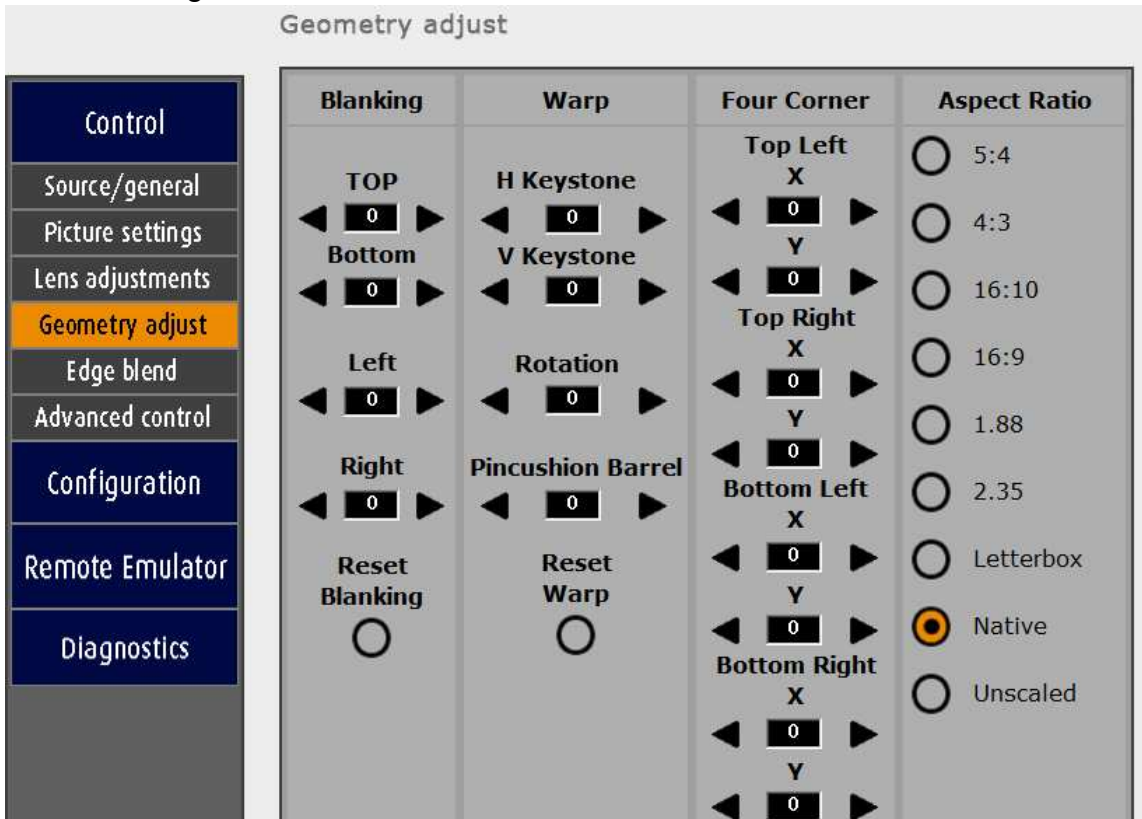 Geometry adjust
Control
Source/general
Picture settings
Lens adjustments
Geometry adjust
Edge blend
Advanced control
Configuration
Remote Emulator
Diagnostics
Blanking
TOP
0
Bottom
0
Left
0
Right
0
Reset
Blanking
Warp
H Keystone
0
V Keystone
0
Rotation
0
Pincushion Barrel
0
Reset
Warp
Four Corner
Top Left
X
0
Y
0
Top Right
X
0
Y
0
Bottom Left
X
0
Y
0
Bottom Right
X
0
Y
0
Aspect Ratio
5:4
4:3
16:10
16:9
1.88
2.35
Letterbox
Native
Unscaled